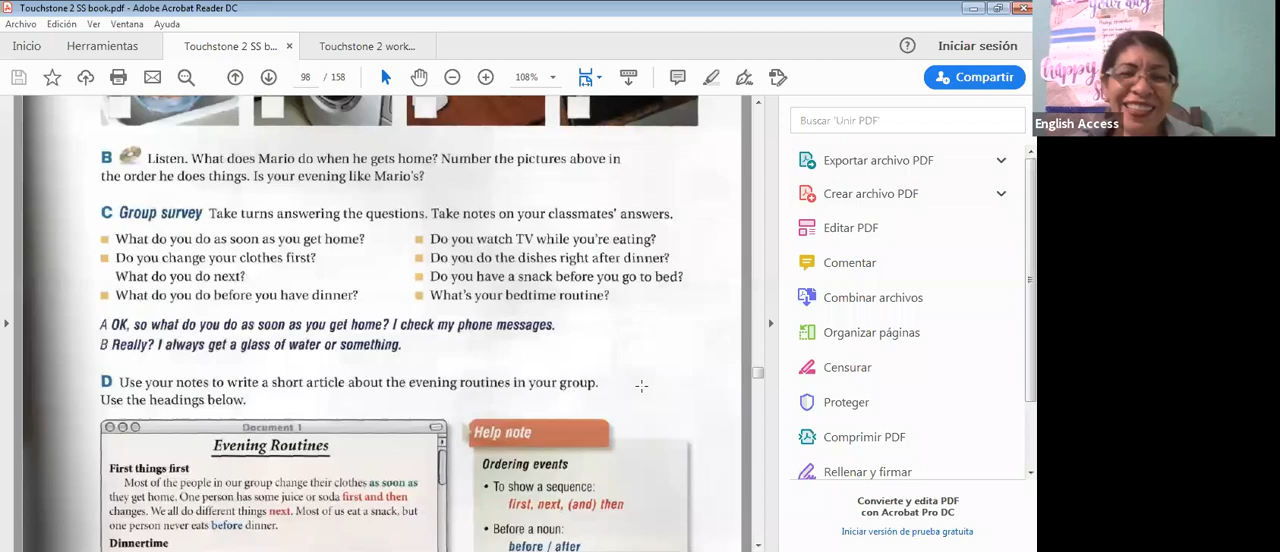 Touchstone 2 SS book.pdf - Adobe Acrobat Reader DC
Archivo Edición Ver Ventana Ayuda
Inicio Herramientas Touchstone 2 SS b... × Touchstone 2 work... Iniciar sesión
98 / 158 108% Compartir
your day
happy
English Access
B Listen. What does Mario do when he gets home? Number the pictures above in
the order he does things. Is your evening like Mario's?
C Group survey Take turns answering the questions. Take notes on your classmates' answers.
What do you do as soon as you get home?
Do you change your clothes first?
What do you do next?
What do you do before you have dinner?
Do you watch TV while you're eating?
Do you do the dishes right after dinner?
Do you have a snack before you go to bed?
What's your bedtime routine?
A OK, so what do you do as soon as you get home? I check my phone messages.
B Really? I always get a glass of water or something.
D Use your notes to write a short article about the evening routines in your group.
Use the headings below.
Document 1
Evening Routines
First things first
Most of the people in our group change their clothes as soon as
they get home. One person has some juice or soda first and then
changes. We all do different things next. Most of us eat a snack, but
one person never eats before dinner.
Dinnertime
Help note
Ordering events
• To show a sequence:
first, next, (and) then
• Before a noun:
before / after
Buscar 'Unir PDF'
Exportar archivo PDF
Crear archivo PDF
Editar PDF
Comentar
Combinar archivos
Organizar páginas
Censurar
Proteger
Comprimir PDF
Rellenar y firmar
Convierte y edita PDF
con Acrobat Pro DC
Iniciar versión de prueba gratuita